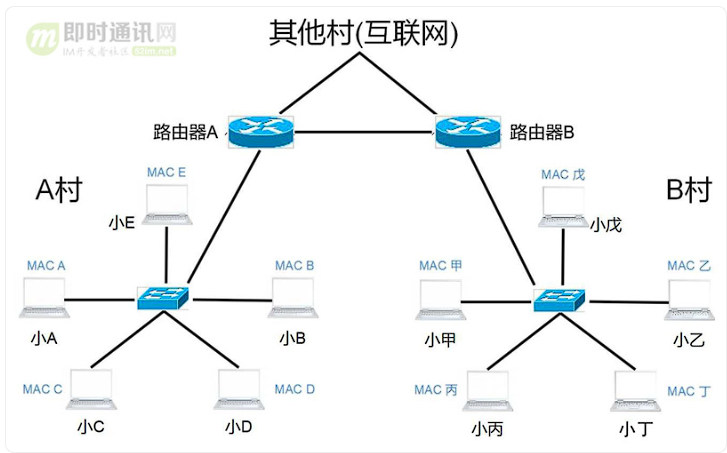 即时通讯网
IM开发者社区 52im.net
其他村(互联网)
路由器A
路由器B
A村
B村
MAC E
小E
MAC 戊
小戊
MAC A
小A
MAC B
小B
MAC 甲
小甲
MAC 乙
小乙
MAC C
小C
MAC D
小D
MAC 丙
小丙
MAC 丁
小丁